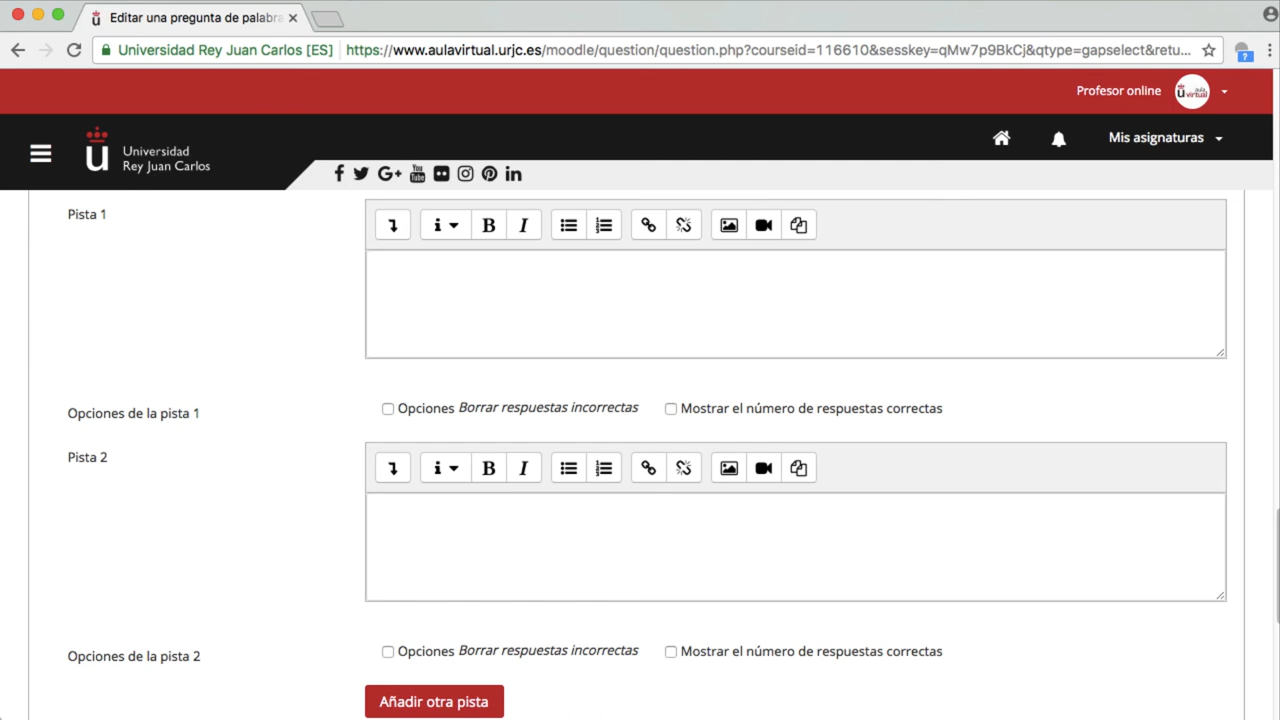 Editar una pregunta de palabra
Universidad Rey Juan Carlos [ES] https://www.aulavirtual.urjc.es/moodle/question/question.php?courseid=116610&sesskey=qMw7p9BkCj&qtype=gapselect&retu...
Profesor online
Universidad
Rey Juan Carlos
Mis asignaturas
Pista 1
Opciones de la pista 1
Opciones Borrar respuestas incorrectas Mostrar el número de respuestas correctas
Pista 2
Opciones de la pista 2
Opciones Borrar respuestas incorrectas Mostrar el número de respuestas correctas
Añadir otra pista